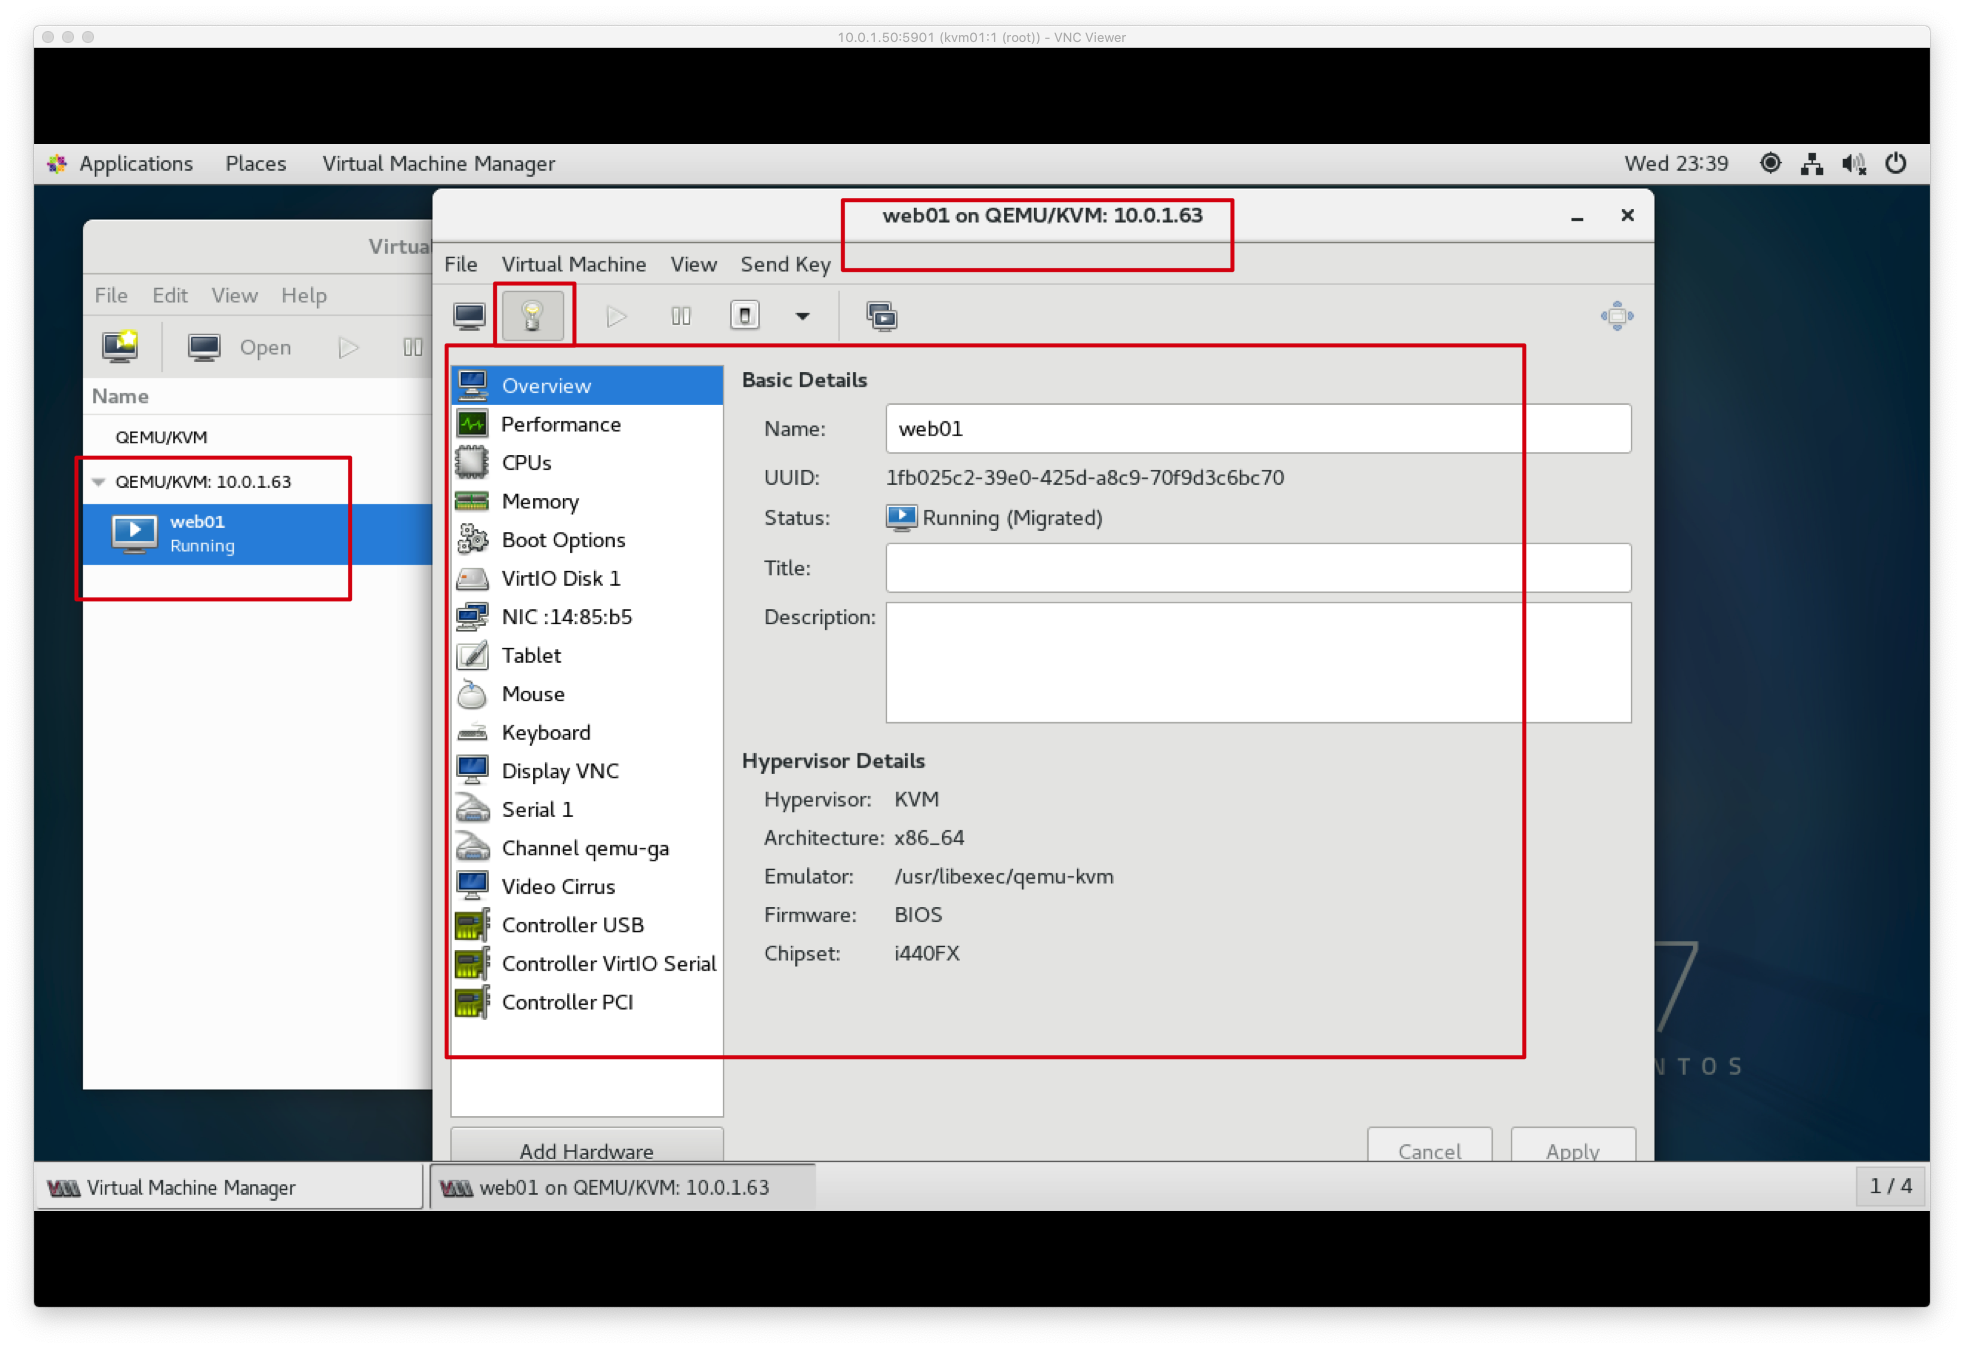 10.0.1.50:5901 (kvm01:1 (root)) - VNC Viewer
Applications Places Virtual Machine Manager Wed 23:39
Virtua
File Edit View Help
Open
Name
QEMU/KVM
QEMU/KVM: 10.0.1.63
web01
Running
web01 on QEMU/KVM: 10.0.1.63
File Virtual Machine View Send Key
Overview
Performance
CPUs
Memory
Boot Options
VirtIO Disk 1
NIC :14:85:b5
Tablet
Mouse
Keyboard
Display VNC
Serial 1
Channel qemu-ga
Video Cirrus
Controller USB
Controller VirtIO Serial
Controller PCI
Add Hardware
Basic Details
Name: web01
UUID: 1fb025c2-39e0-425d-a8c9-70f9d3c6bc70
Status: Running (Migrated)
Title:
Description:
Hypervisor Details
Hypervisor: KVM
Architecture: x86_64
Emulator: /usr/libexec/qemu-kvm
Firmware: BIOS
Chipset: i440FX
Cancel Apply
7
NTOS
Virtual Machine Manager web01 on QEMU/KVM: 10.0.1.63 1 / 4